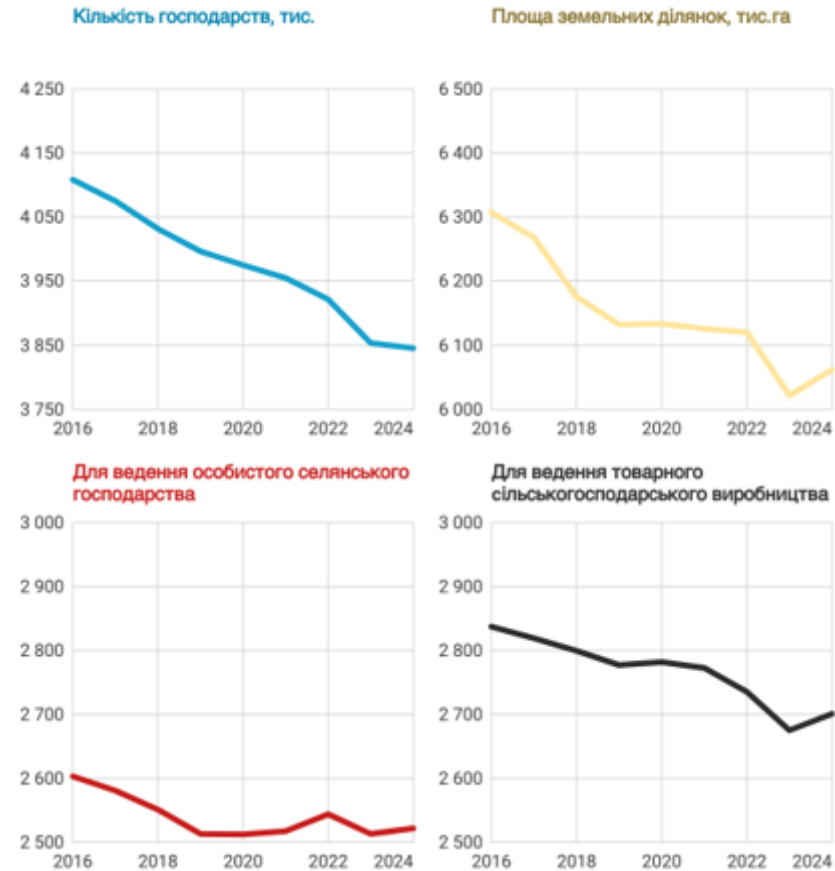 Кількість господарств, тис.
Площа земельних ділянок, тис.га
4 250
4 150
4 050
3 950
3 850
3 750
2016 2018 2020 2022 2024
6 500
6 400
6 300
6 200
6 100
6 000
2016 2018 2020 2022 2024
Для ведення особистого селянського
господарства
3 000
2 900
2 800
2 700
2 600
2 500
2016 2018 2020 2022 2024
Для ведення товарного
сільськогосподарського виробництва
3 000
2 900
2 800
2 700
2 600
2 500
2016 2018 2020 2022 2024